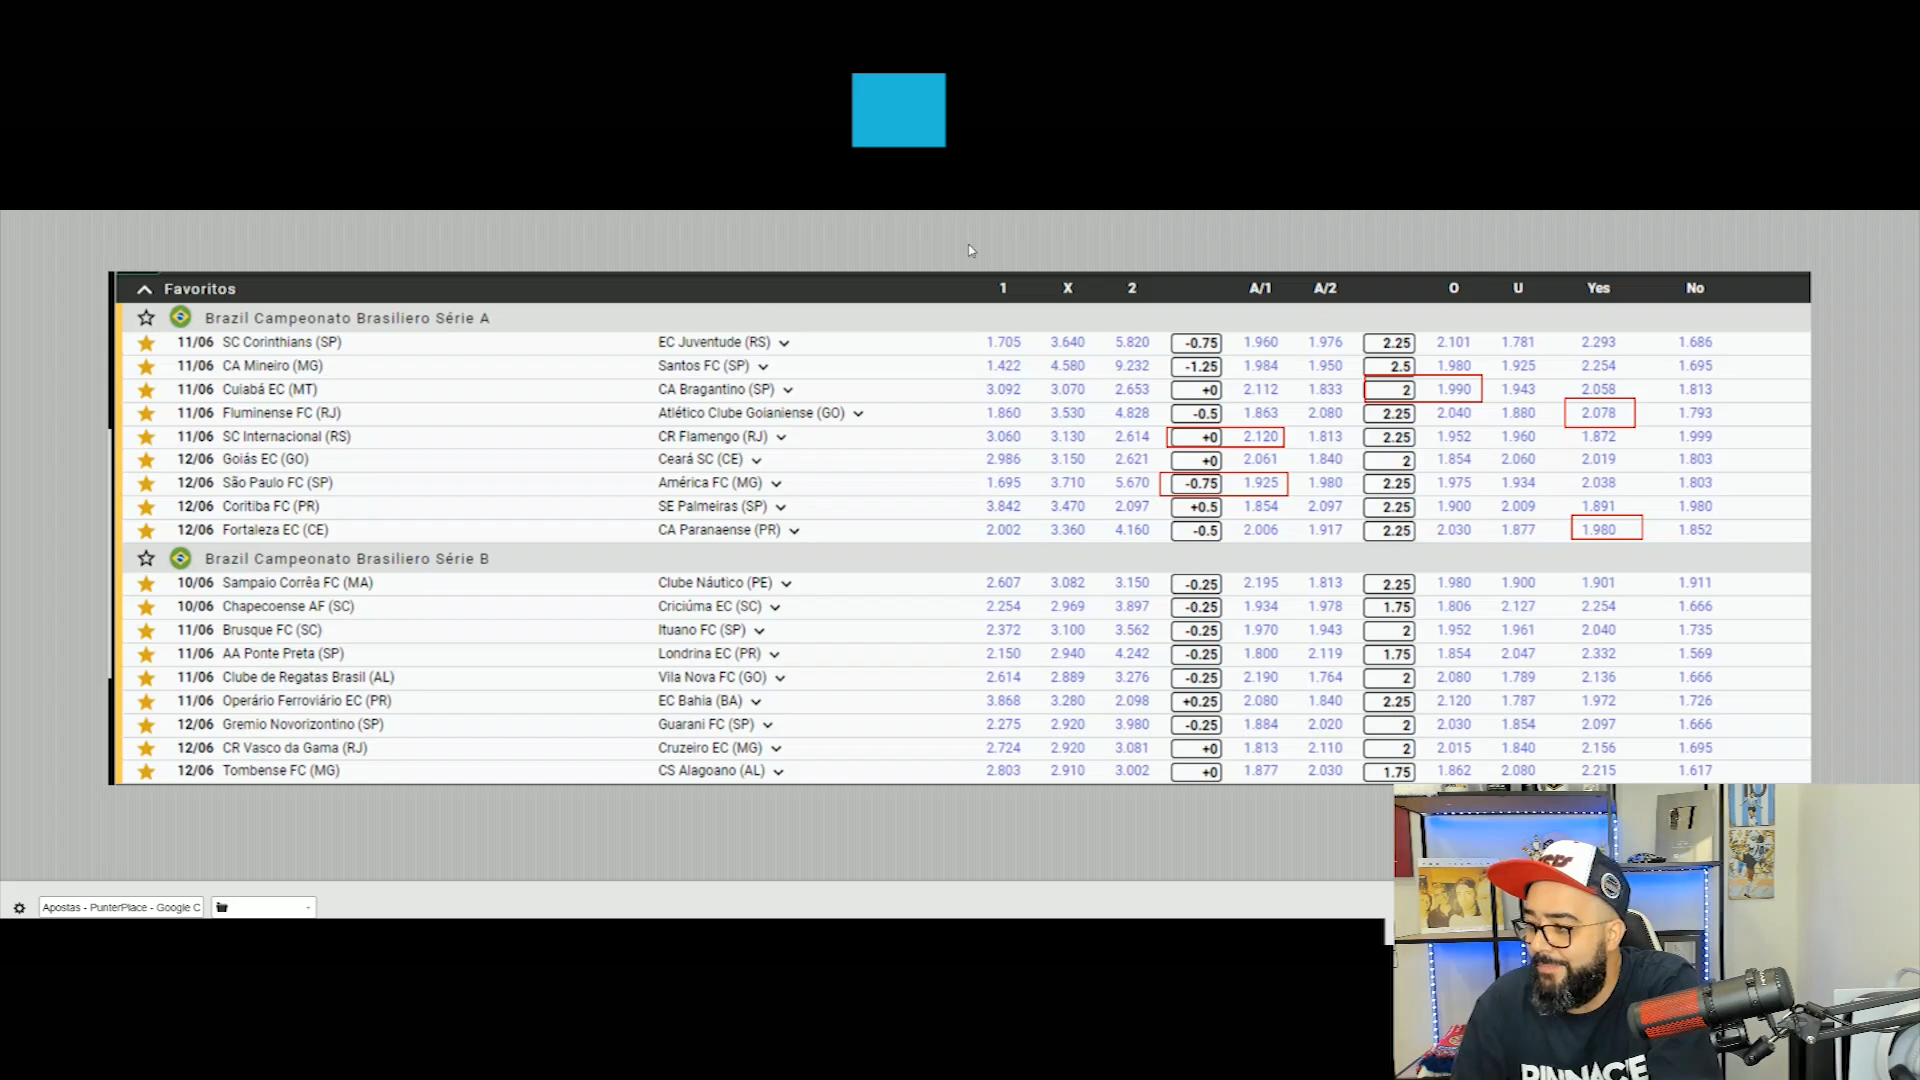 Favoritos 1 X 2 A/1 A/2 O U Yes No
Brazil Campeonato Brasiliero Série A
11/06 SC Corinthians (SP) EC Juventude (RS) 1.705 3.640 5.820 -0.75 1.960 1.976 2.25 2.101 1.781 2.293 1.686
11/06 CA Mineiro (MG) Santos FC (SP) 1.422 4.580 9.232 -1.25 1.984 1.950 2.5 1.980 1.925 2.254 1.695
11/06 Cuiabá EC (MT) CA Bragantino (SP) 3.092 3.070 2.653 +0 2.112 1.833 2 1.990 1.943 2.058 1.813
11/06 Fluminense FC (RJ) Atlético Clube Goianiense (GO) 1.860 3.530 4.828 -0.5 1.863 2.080 2.25 2.040 1.880 2.078 1.793
11/06 SC Internacional (RS) CR Flamengo (RJ) 3.060 3.130 2.614 +0 2.120 1.813 2.25 1.952 1.960 1.872 1.999
12/06 Goiás EC (GO) Ceará SC (CE) 2.986 3.150 2.621 +0 2.061 1.840 2 1.854 2.060 2.019 1.803
12/06 São Paulo FC (SP) América FC (MG) 1.695 3.710 5.670 -0.75 1.925 1.980 2.25 1.975 1.934 2.038 1.803
12/06 Coritiba FC (PR) SE Palmeiras (SP) 3.842 3.470 2.097 +0.5 1.854 2.097 2.25 1.900 2.009 1.891 1.980
12/06 Fortaleza EC (CE) CA Paranaense (PR) 2.002 3.360 4.160 -0.5 2.006 1.917 2.25 2.030 1.877 1.980 1.852
Brazil Campeonato Brasiliero Série B
10/06 Sampaio Corrêa FC (MA) Clube Náutico (PE) 2.607 3.082 3.150 -0.25 2.195 1.813 2.25 1.980 1.900 1.901 1.911
10/06 Chapecoense AF (SC) Criciúma EC (SC) 2.254 2.969 3.897 -0.25 1.934 1.978 1.75 1.806 2.127 2.254 1.666
11/06 Brusque FC (SC) Ituano FC (SP) 2.372 3.100 3.562 -0.25 1.970 1.943 2 1.952 1.961 2.040 1.735
11/06 AA Ponte Preta (SP) Londrina EC (PR) 2.150 2.940 4.242 -0.25 1.800 2.119 1.75 1.854 2.047 2.332 1.569
11/06 Clube de Regatas Brasil (AL) Vila Nova FC (GO) 2.614 2.889 3.276 -0.25 2.190 1.764 2 2.080 1.789 2.136 1.666
11/06 Operário Ferroviário EC (PR) EC Bahia (BA) 3.868 3.280 2.098 +0.25 2.080 1.840 2.25 2.120 1.787 1.972 1.726
12/06 Gremio Novorizontino (SP) Guarani FC (SP) 2.275 2.920 3.980 -0.25 1.884 2.020 2 2.030 1.854 2.097 1.666
12/06 CR Vasco da Gama (RJ) Cruzeiro EC (MG) 2.724 2.920 3.081 +0 1.813 2.110 2 2.015 1.840 2.156 1.695
12/06 Tombense FC (MG) CS Alagoano (AL) 2.803 2.910 3.002 +0 1.877 2.030 1.75 1.862 2.080 2.215 1.617
Apostas - PunterPlace - Google C
PINNACLE